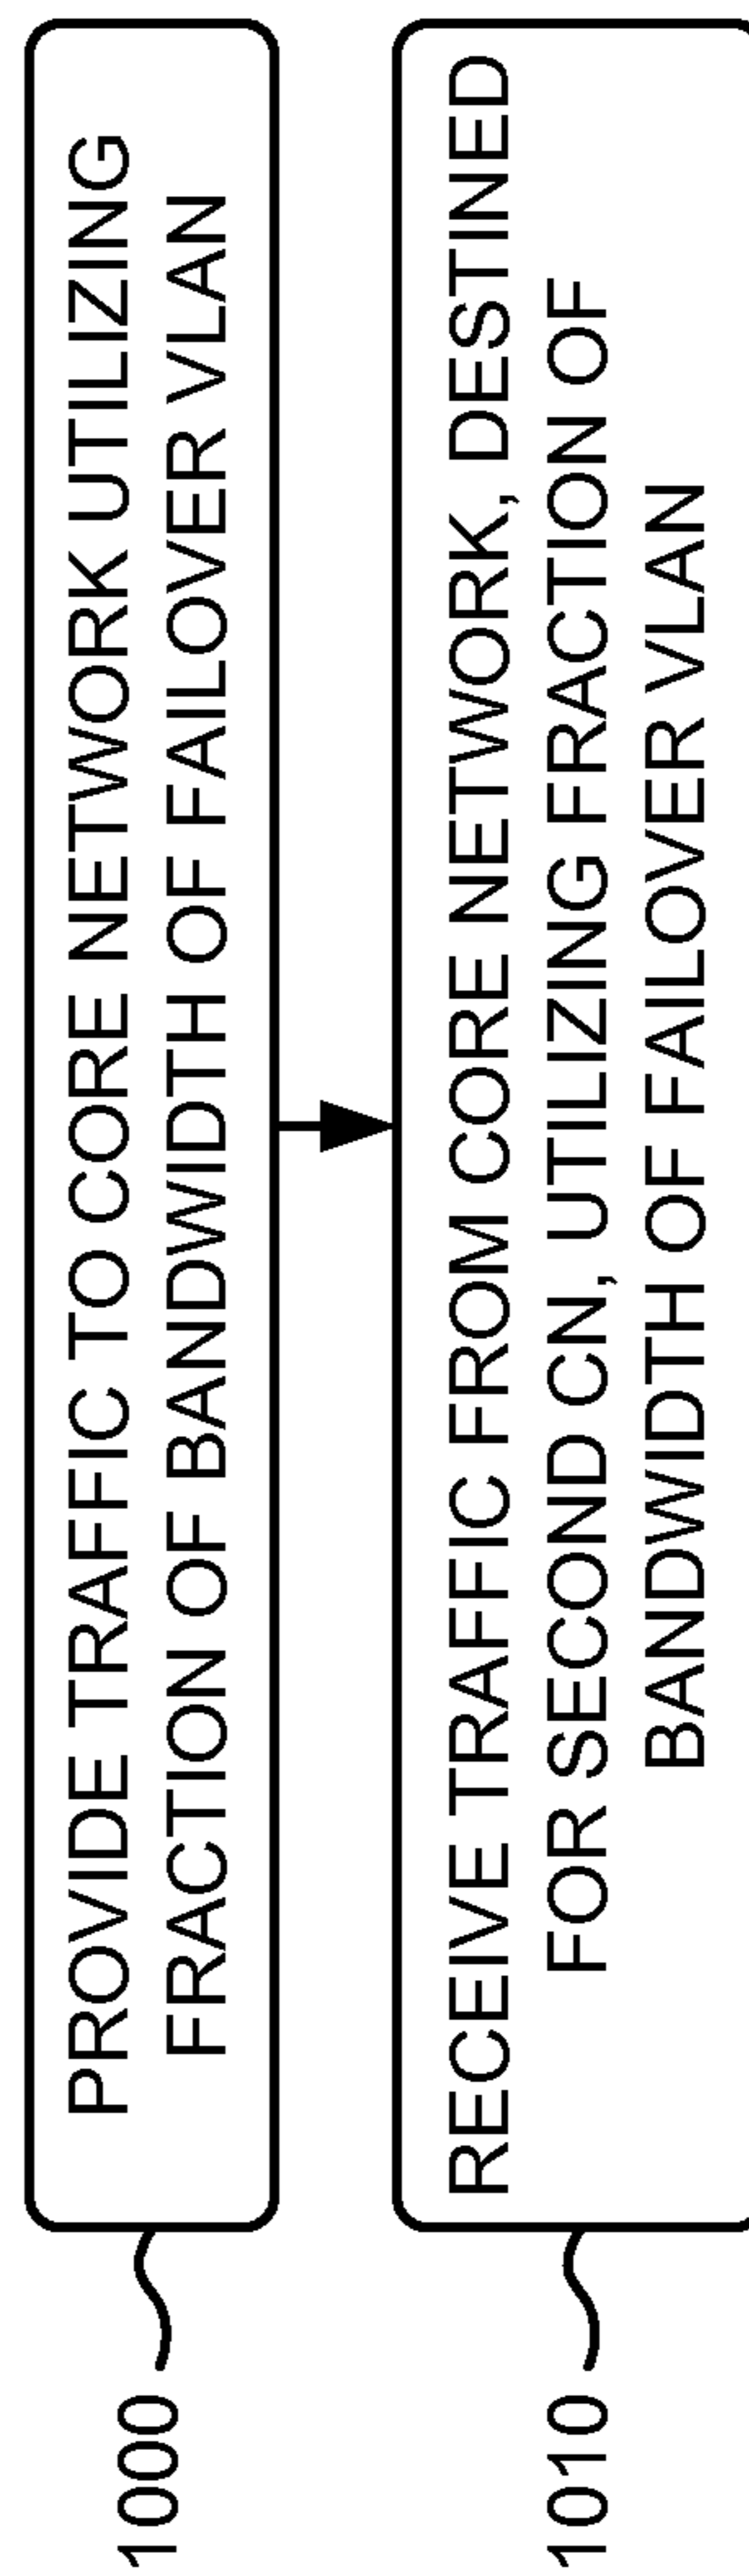 1000
PROVIDE TRAFFIC TO CORE NETWORK UTILIZING
FRACTION OF BANDWIDTH OF FAILOVER VLAN
1010
RECEIVE TRAFFIC FROM CORE NETWORK, DESTINED
FOR SECOND CN, UTILIZING FRACTION OF
BANDWIDTH OF FAILOVER VLAN